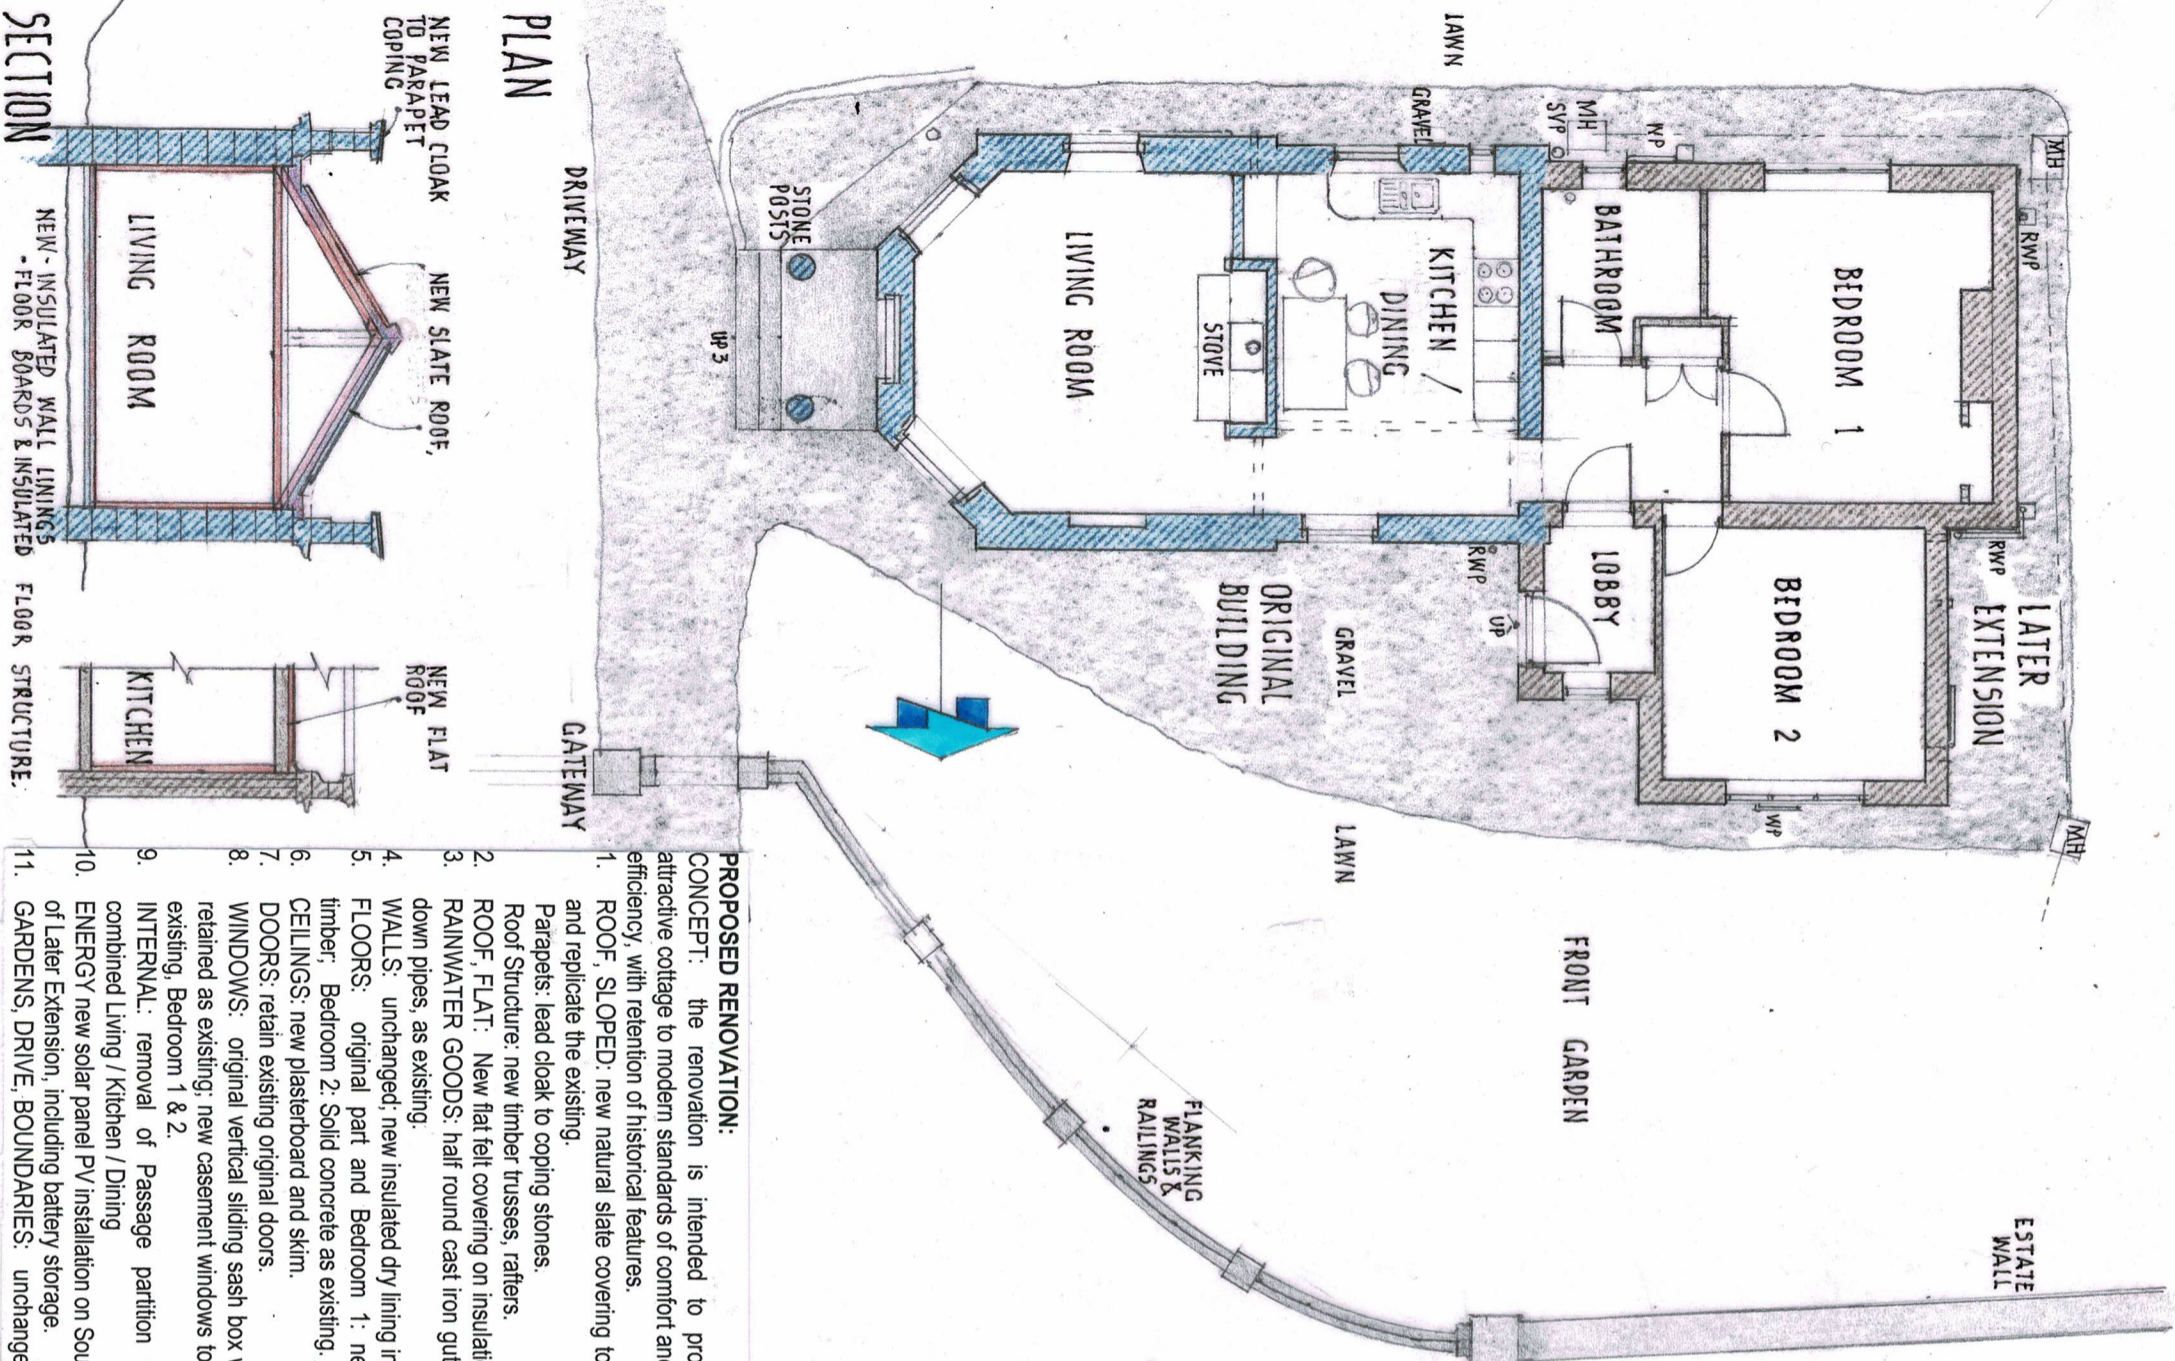 PLAN
LAWN
GRAVEL
MH
SVP
MH
RWP
DRIVEWAY
STONE
POSTS
UP 3
LIVING ROOM
STOVE
KITCHEN /
DINING
BATHROOM
BEDROOM 1
LOBBY
BEDROOM 2
RWP
UP
RWP
WP
MH
LATER
EXTENSION
ORIGINAL
BUILDING
GRAVEL
LAWN
GATEWAY
FRONT GARDEN
FLANKING
WALLS &
RAILINGS
ESTATE
WALL
SECTION
NEW LEAD CLOAK
TO PARAPET
COPING
NEW SLATE ROOF,
LIVING ROOM
NEW FLAT
ROOF
KITCHEN
NEW - INSULATED WALL LININGS
- FLOOR BOARDS & INSULATED FLOOR STRUCTURE.
PROPOSED RENOVATION:
CONCEPT: the renovation is intended to pro
attractive cottage to modern standards of comfort an
efficiency, with retention of historical features.
1. ROOF, SLOPED: new natural slate covering to
and replicate the existing.
Parapets: lead cloak to coping stones.
Roof Structure: new timber trusses, rafters.
2. ROOF, FLAT: New flat felt covering on insulati
3. RAINWATER GOODS: half round cast iron gut
down pipes, as existing.
4. WALLS: unchanged; new insulated dry lining in
5. FLOORS: original part and Bedroom 1: ne
timber; Bedroom 2: Solid concrete as existing.
6. CEILINGS: new plasterboard and skim.
7. DOORS: retain existing original doors.
8. WINDOWS: original vertical sliding sash box
retained as existing; new casement windows to
existing, Bedroom 1 & 2.
9. INTERNAL: removal of Passage partition
combined Living / Kitchen / Dining
10. ENERGY new solar panel PV installation on Sou
of Later Extension, including battery storage.
11. GARDENS, DRIVE, BOUNDARIES: unchange